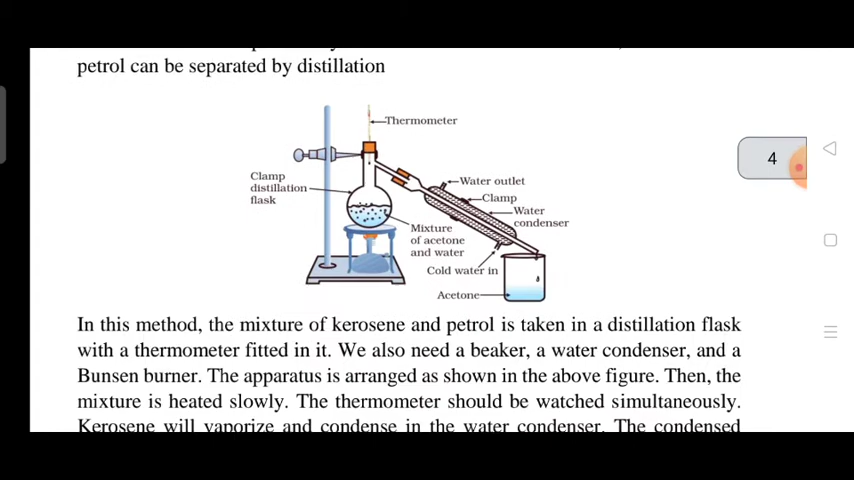 petrol can be separated by distillation
Thermometer
Clamp
distillation
flask
Water outlet
Clamp
Water
condenser
Mixture
of acetone
and water
Cold water in
Acetone
4
In this method, the mixture of kerosene and petrol is taken in a distillation flask
with a thermometer fitted in it. We also need a beaker, a water condenser, and a
Bunsen burner. The apparatus is arranged as shown in the above figure. Then, the
mixture is heated slowly. The thermometer should be watched simultaneously.
Kerosene will vaporize and condense in the water condenser. The condensed